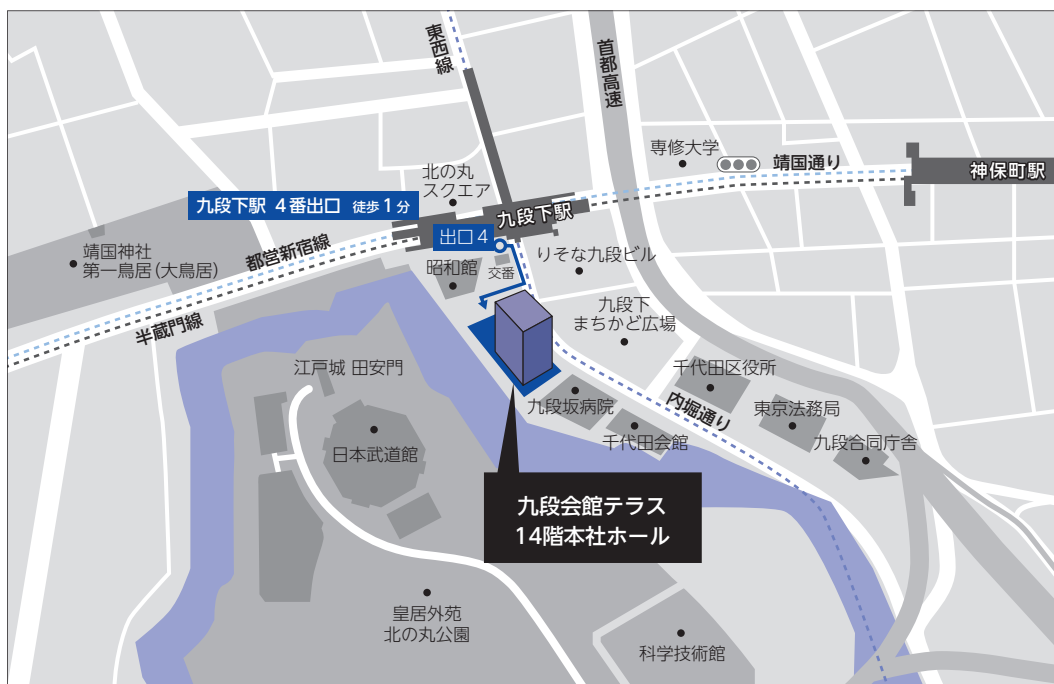 東西線
首都高速
専修大学
靖国通り
神保町駅
北の丸
スクエア
九段下駅 4番出口 徒歩1分
九段下駅
出口4
靖国神社
第一鳥居(大鳥居)
都営新宿線
半蔵門線
昭和館
交番
りそな九段ビル
九段下
まちかど広場
江戸城 田安門
千代田区役所
内堀通り
東京法務局
九段坂病院
千代田会館
九段合同庁舎
日本武道館
九段会館テラス
14階本社ホール
皇居外苑
北の丸公園
科学技術館